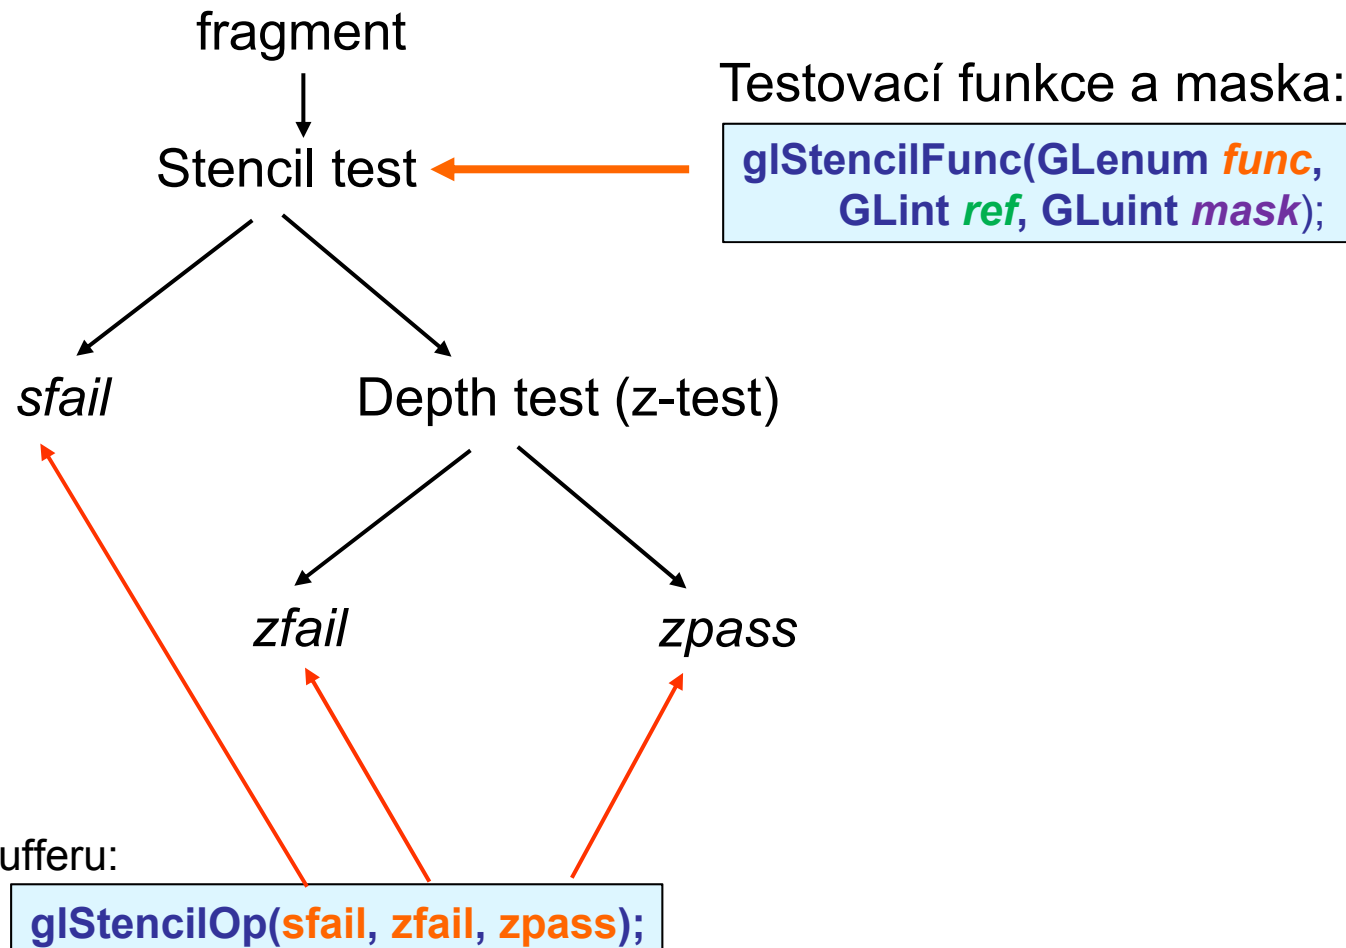 fragment
Testovací funkce a maska:
Stencil test
glStencilFunc(GLenum func,
GLint ref, GLuint mask);
sfail
Depth test (z-test)
zfail
zpass
ufferu:
glStencilOp(sfail, zfail, zpass);